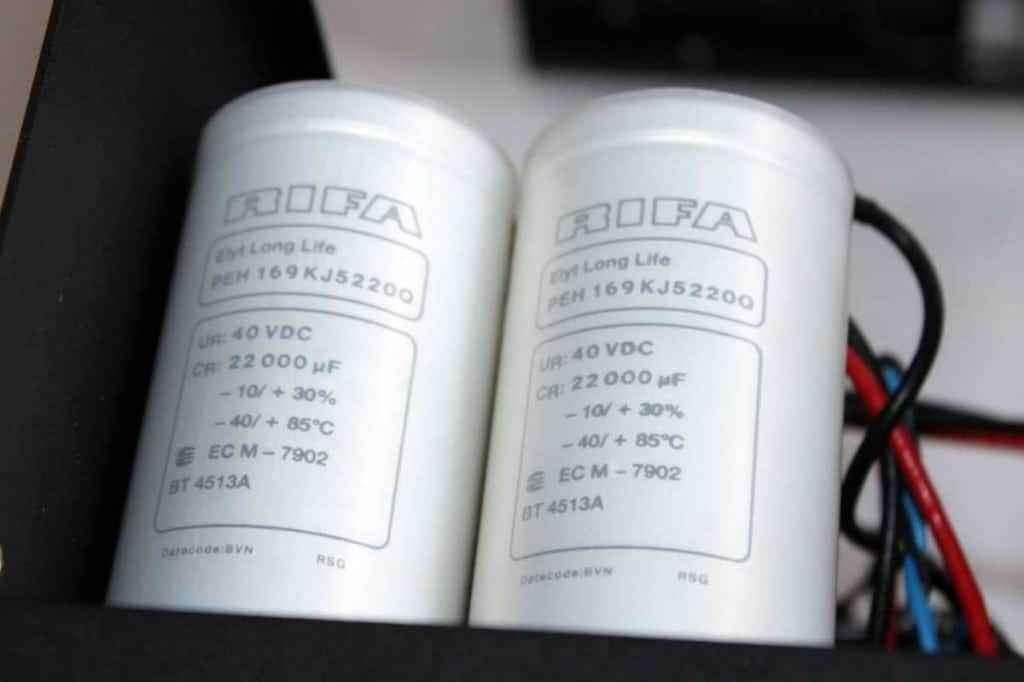 RIFA
Elyt Long Life
PEH 169 KJ5220Q
UR: 40 VDC
CR: 22 000 µF
– 10/ + 30%
– 40/ + 85°C
EC M – 7902
BT 4513A
Datecode:BVN RSG
RIFA
Elyt Long Life
PEH 169 KJ5220Q
UR: 40 VDC
CR: 22 000 µF
– 10/ + 30%
– 40/ + 85°C
EC M – 7902
BT 4513A
Datecode:BVN RSG